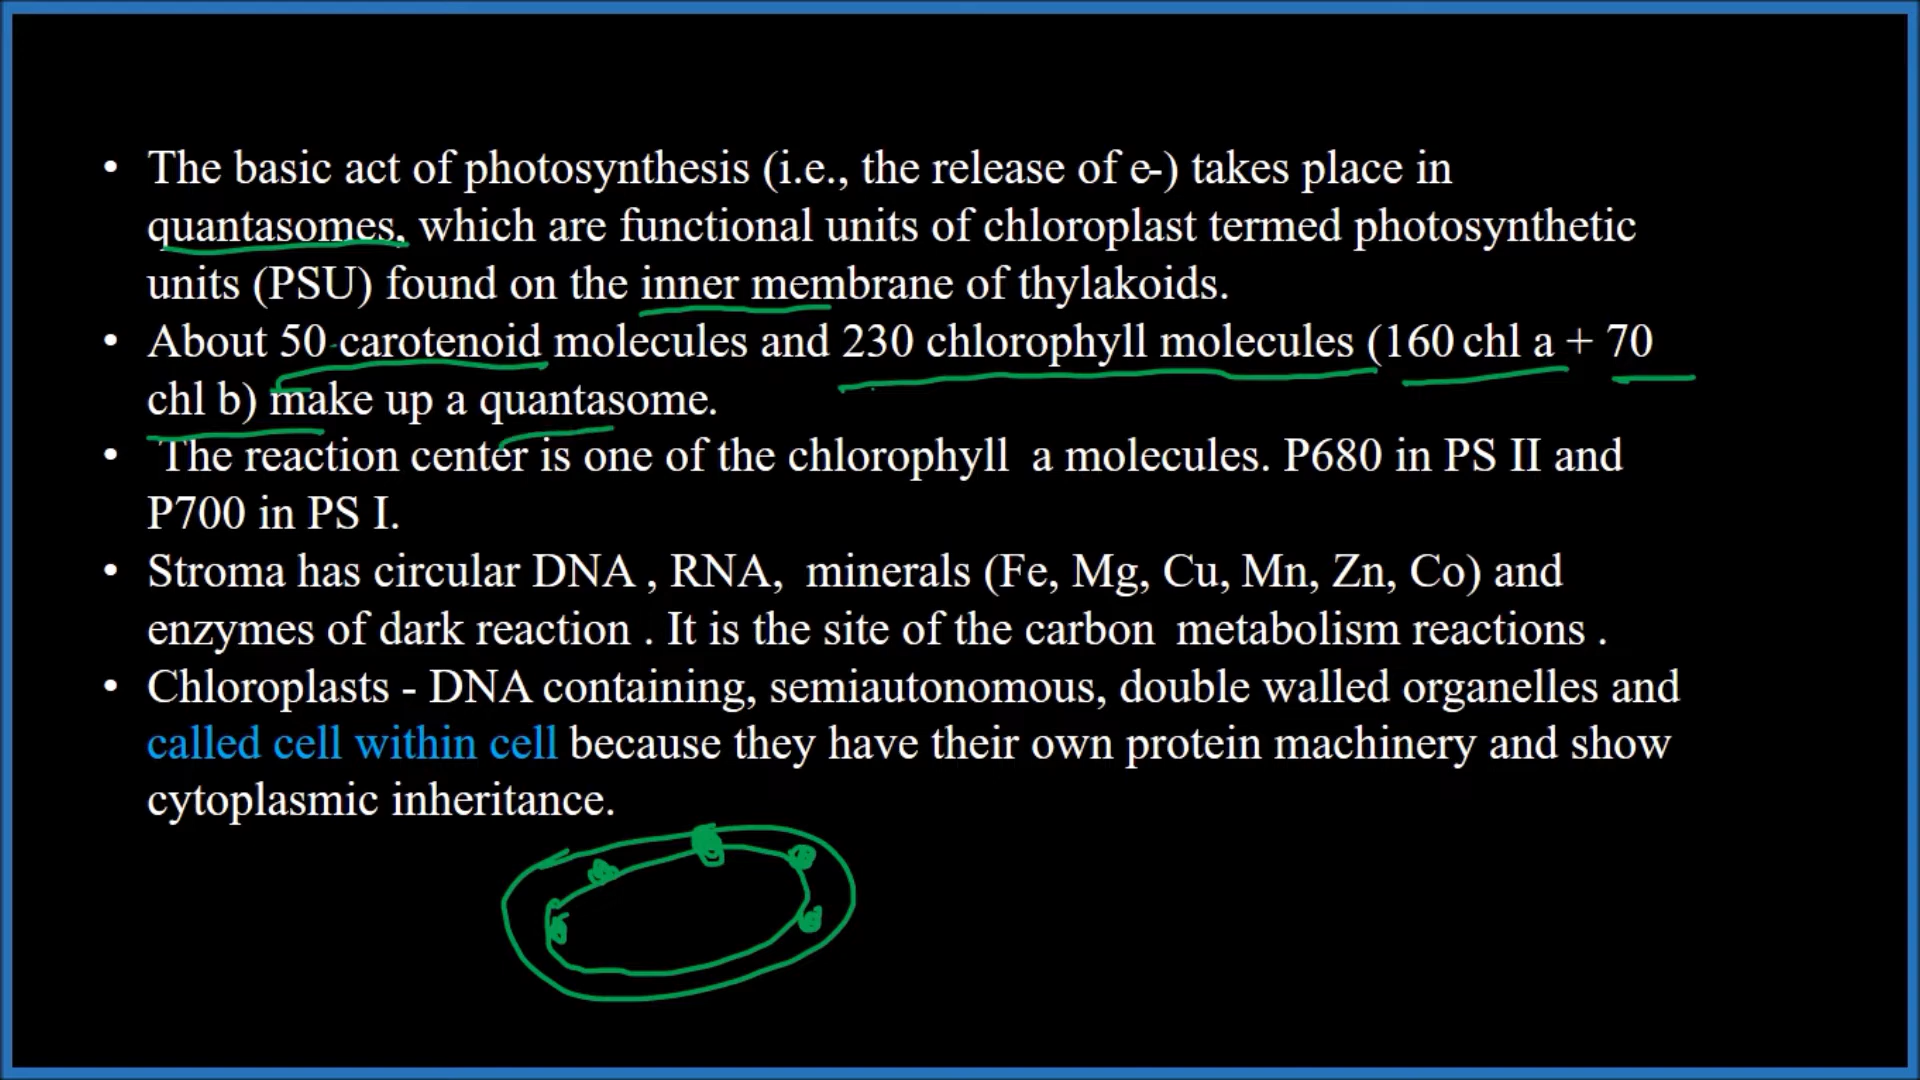 • The basic act of photosynthesis (i.e., the release of e-) takes place in
quantasomes, which are functional units of chloroplast termed photosynthetic
units (PSU) found on the inner membrane of thylakoids.
• About 50 carotenoid molecules and 230 chlorophyll molecules (160 chl a + 70
chl b) make up a quantasome.
• The reaction center is one of the chlorophyll a molecules. P680 in PS II and
P700 in PS I.
• Stroma has circular DNA , RNA, minerals (Fe, Mg, Cu, Mn, Zn, Co) and
enzymes of dark reaction . It is the site of the carbon metabolism reactions .
• Chloroplasts - DNA containing, semiautonomous, double walled organelles and
called cell within cell because they have their own protein machinery and show
cytoplasmic inheritance.